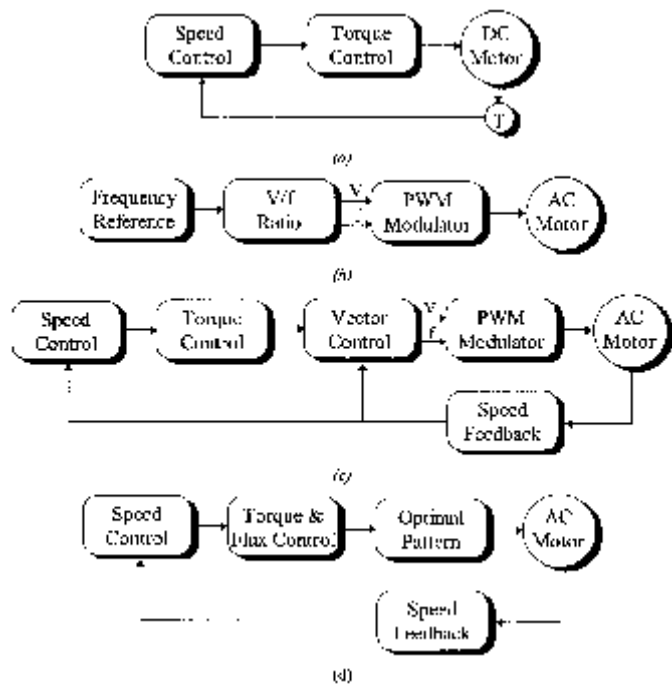 Speed
Control
Torque
Control
DC
Motor
T
(a)
Frequency
Reference
V/f
Ratio
V
PWM
Modulator
AC
Motor
(b)
Speed
Control
Torque
Control
Vector
Control
V
f
PWM
Modulator
AC
Motor
Speed
Feedback
(c)
Speed
Control
Torque &
Flux Control
Optimal
Pattern
AC
Motor
Speed
Feedback
(d)